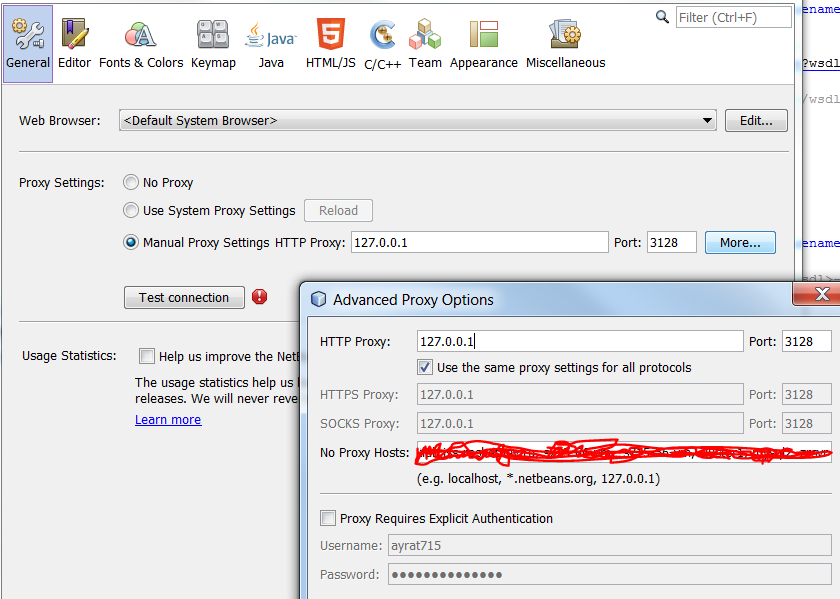 Filter (Ctrl+F)
General Editor Fonts & Colors Keymap Java HTML/JS C/C++ Team Appearance Miscellaneous
Java
5
?wsdl
/wsdl
Web Browser: <Default System Browser> Edit...
Proxy Settings: No Proxy
Use System Proxy Settings Reload
Manual Proxy Settings HTTP Proxy: 127.0.0.1 Port: 3128 More...
Test connection
Advanced Proxy Options
HTTP Proxy: 127.0.0.1 Port: 3128
Use the same proxy settings for all protocols
HTTPS Proxy: 127.0.0.1 Port: 3128
SOCKS Proxy: 127.0.0.1 Port: 3128
No Proxy Hosts:
(e.g. localhost, *.netbeans.org, 127.0.0.1)
Proxy Requires Explicit Authentication
Username: ayrat715
Password: ●●●●●●●●●●●●●●
Usage Statistics: Help us improve the Net
The usage statistics help us
releases. We will never reve
Learn more